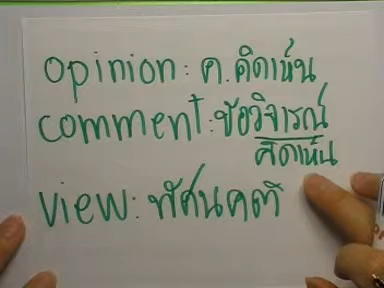 opinion: ค.คิดเห็น
comment: ข้อวิจารณ์
คิดเห็น
view: ทัศนคติ